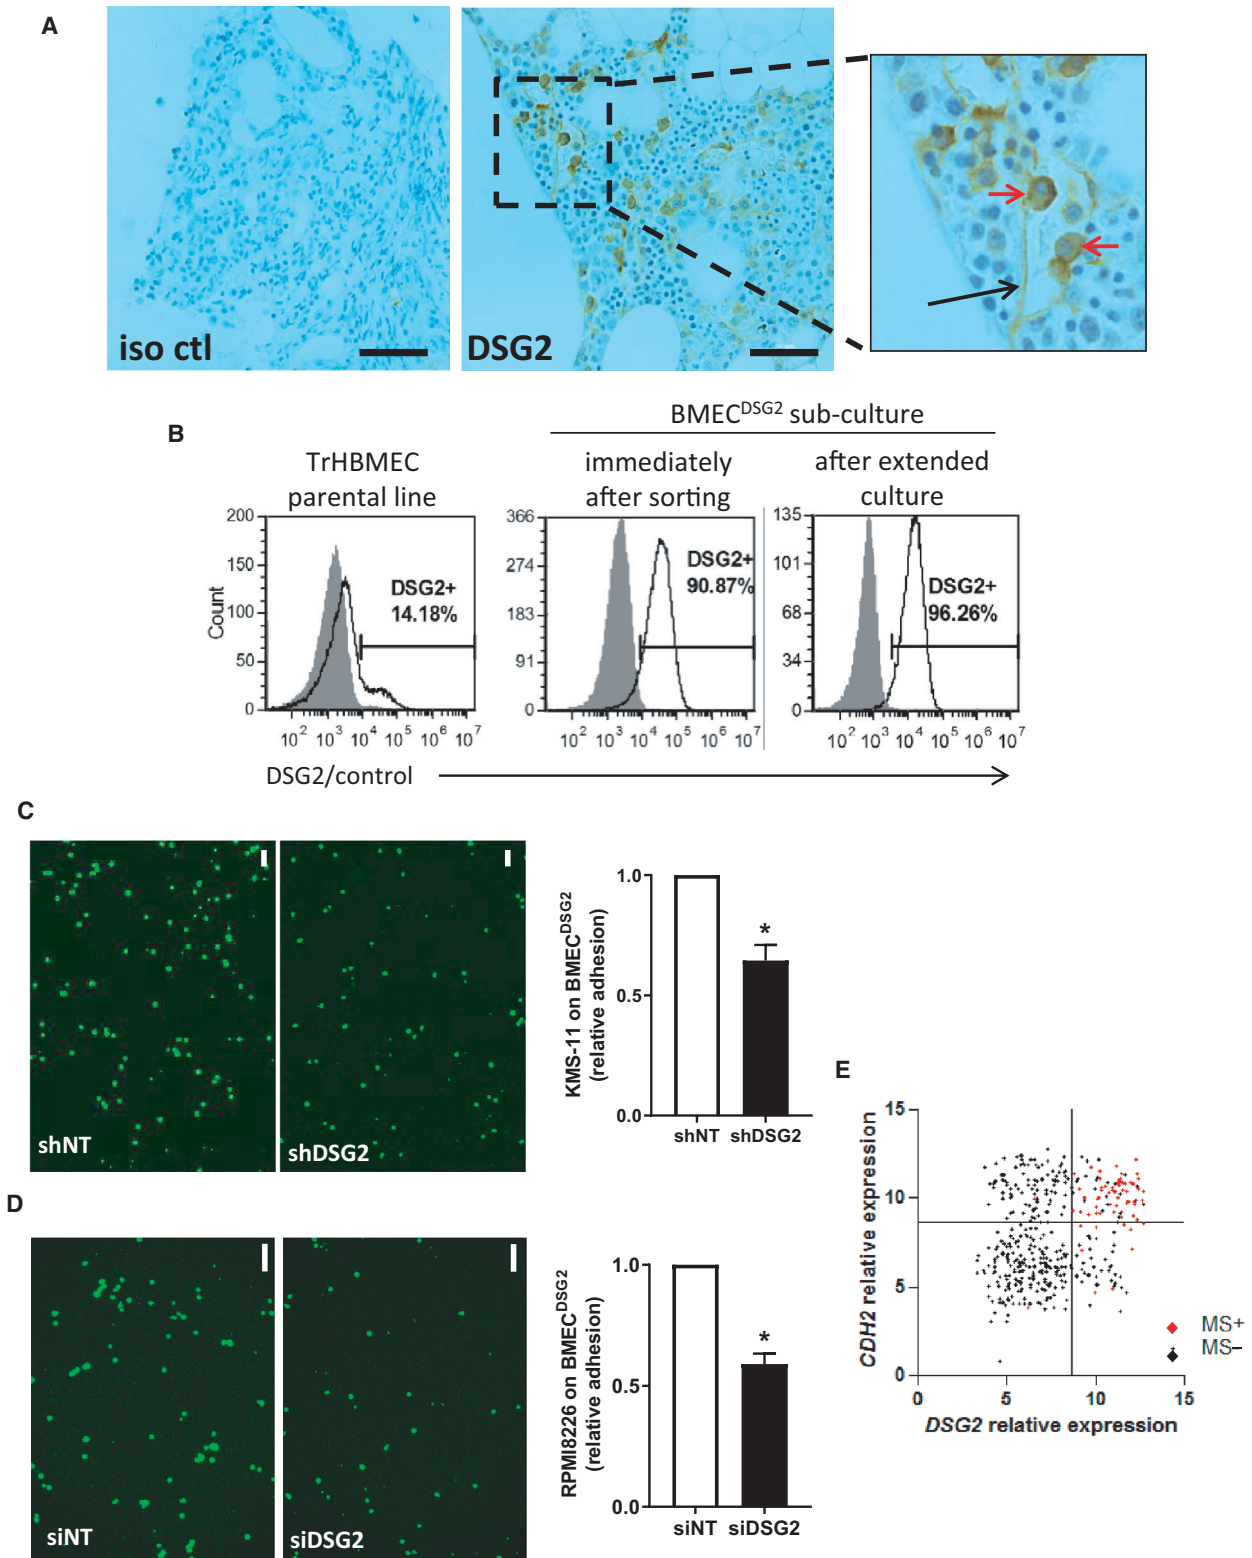 A
iso ctl
DSG2
B
BMEC^DSG2 sub-culture
TrHBMEC
parental line
immediately
after sorting
after extended
culture
200
150
100
50
0
Count
DSG2+
14.18%
10^2 10^3 10^4 10^5 10^6 10^7
366
274
183
91
0
DSG2+
90.87%
10^2 10^3 10^4 10^5 10^6 10^7
135
101
68
34
0
DSG2+
96.26%
10^2 10^3 10^4 10^5 10^6 10^7
DSG2/control
C
shNT
shDSG2
KMS-11 on BMEC^DSG2
(relative adhesion)
1.0
0.5
0.0
*
shNT shDSG2
D
siNT
siDSG2
RPMI8226 on BMEC^DSG2
(relative adhesion)
1.0
0.5
0.0
*
siNT siDSG2
E
CDH2 relative expression
15
10
5
0
0 5 10 15
DSG2 relative expression
MS+
MS−